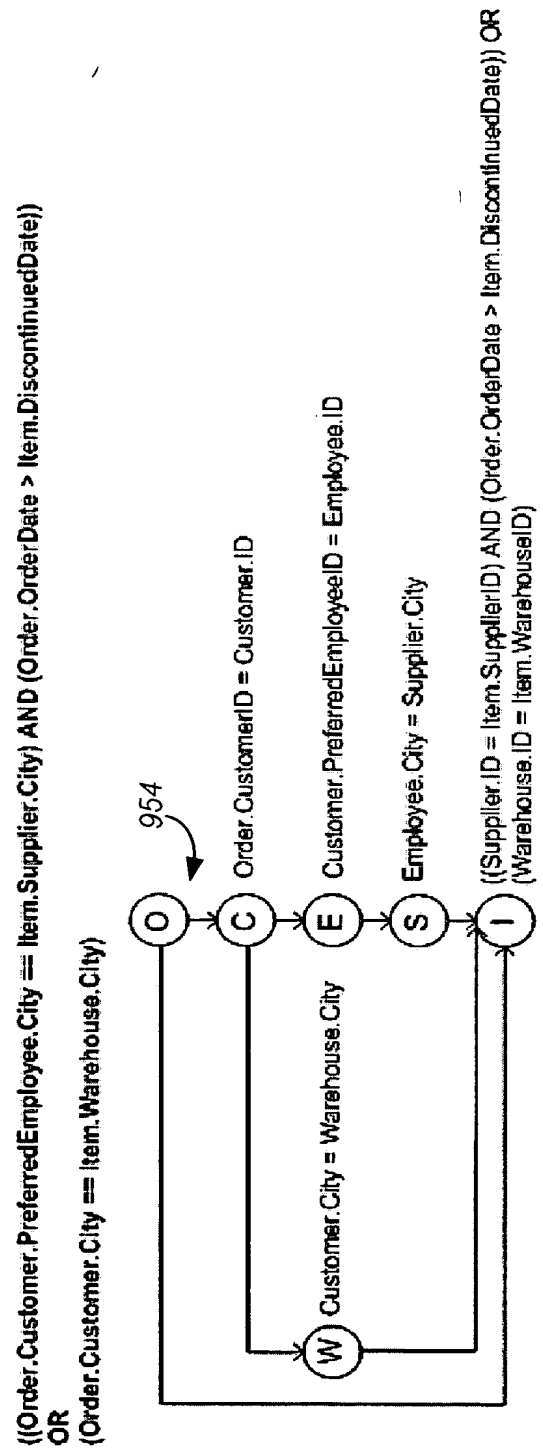 ((Order.Customer.PreferredEmployee.City == Item.Supplier.City) AND (Order.OrderDate > Item.DiscontinuedDate))
OR
(Order.Customer.City == Item.Warehouse.City)
954
O
C Order.CustomerID = Customer.ID
W Customer.City = Warehouse.City
E Customer.PreferredEmployeeID = Employee.ID
S Employee.City = Supplier.City
I ((Supplier.ID = Item.SupplierID) AND (Order.OrderDate > Item.DiscontinuedDate)) OR
(Warehouse.ID = Item.WarehouseID)